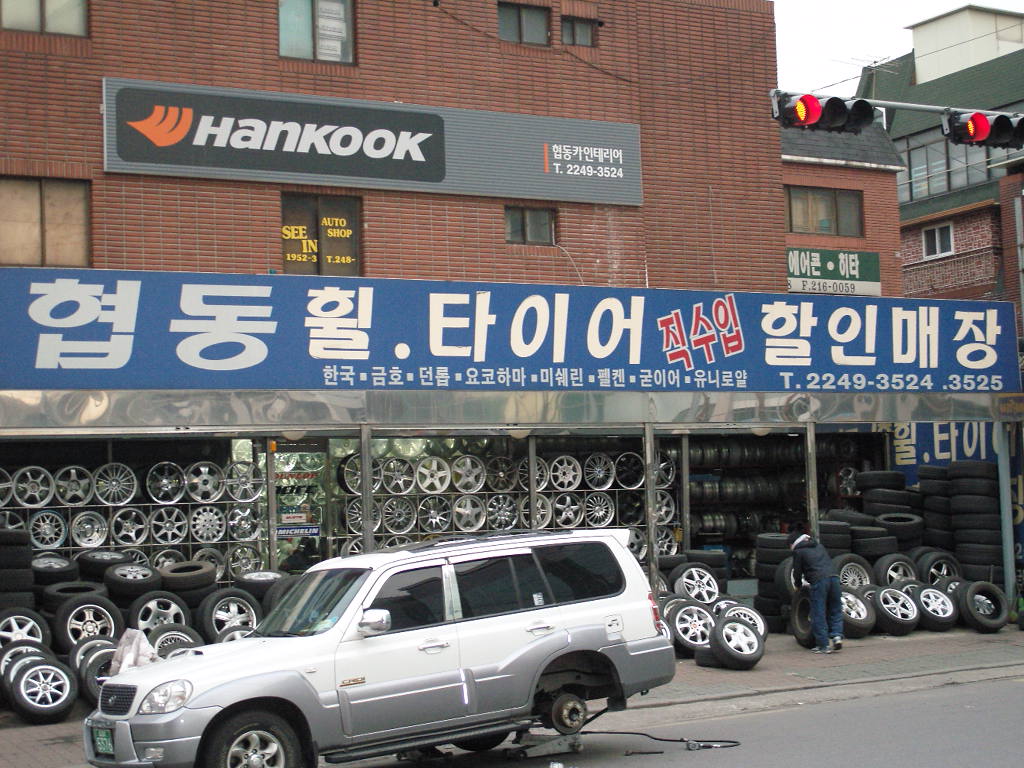 HANKOOK
협동카인테리어
T. 2249-3524
SEE IN
AUTO SHOP
1952-3
T.248-
에어콘 • 히타
F.216-0059
협동휠.타이어 직수입 할인매장
한국▪금호▪던롭▪요코하마▪미쉐린▪펠켄▪굳이어▪유니로얄
T. 2249-3524 .3525
휠.타이어
MICHELIN